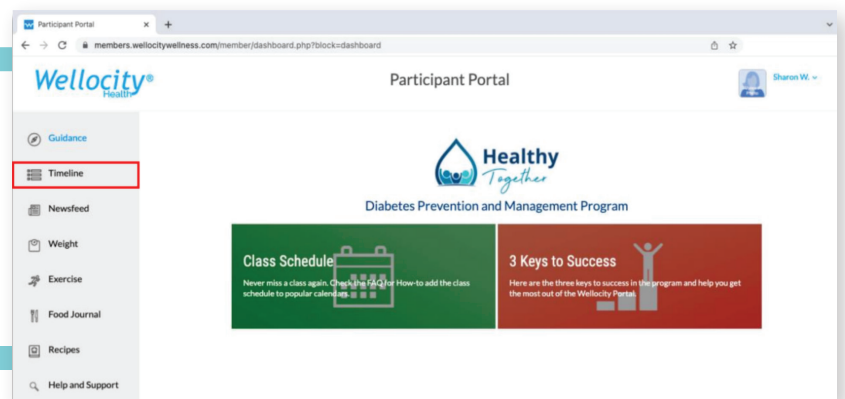 Participant Portal
members.wellocitywellness.com/member/dashboard.php?block=dashboard
Wellocity®
Health
Participant Portal
Sharon W.
Guidance
Timeline
Newsfeed
Weight
Exercise
Food Journal
Recipes
Help and Support
Healthy
Together
Diabetes Prevention and Management Program
Class Schedule
Never miss a class again. Check the FAQ for How-to add the class
schedule to popular calendars.
3 Keys to Success
Here are the three keys to success in the program and help you get
the most out of the Wellocity Portal.